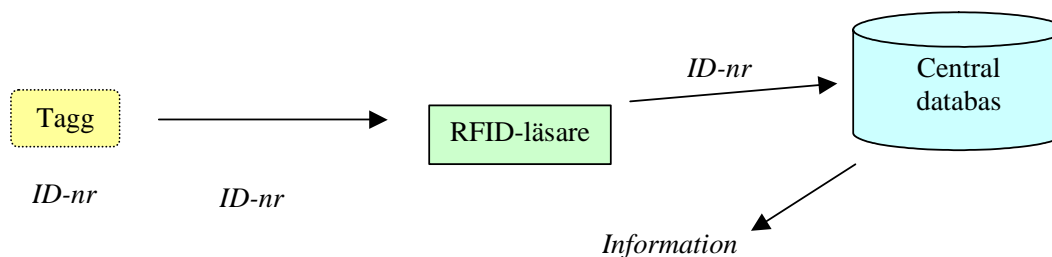 Tagg
ID-nr
ID-nr
RFID-läsare
ID-nr
Central
databas
Information